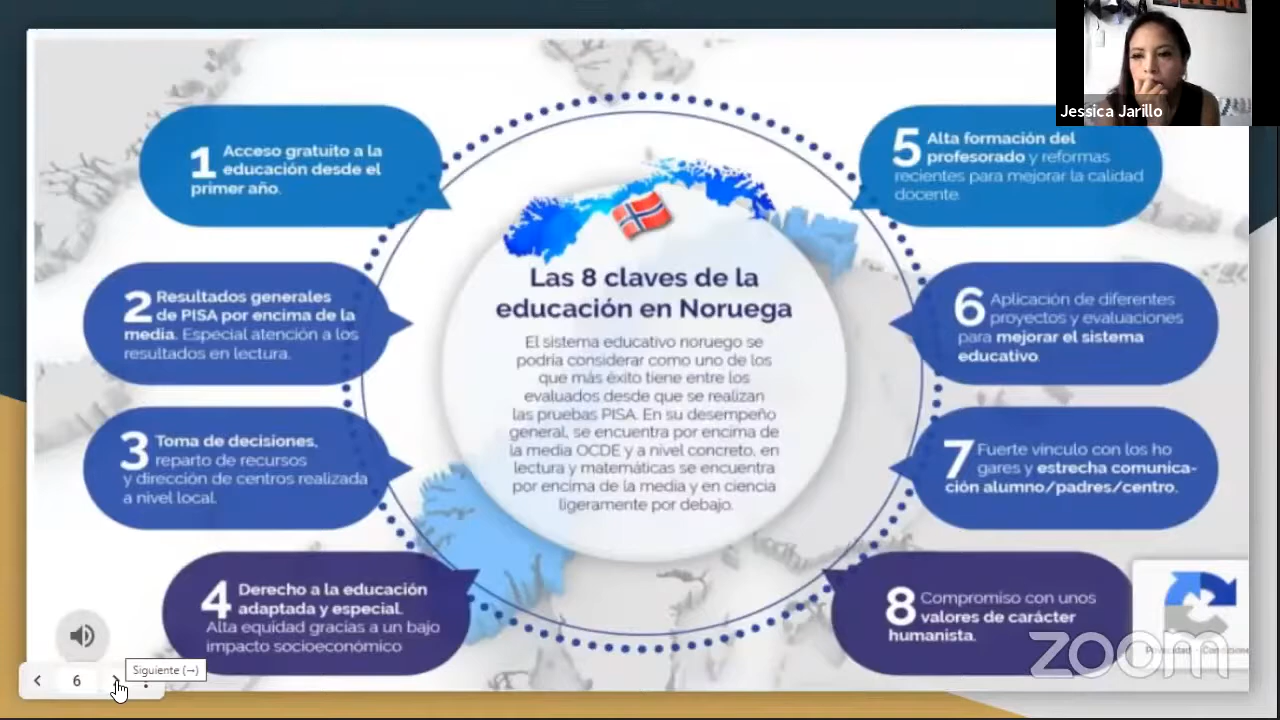 Jessica Jarillo
1 Acceso gratuito a la
educación desde el
primer año.
2 Resultados generales
de PISA por encima de la
media. Especial atención a los
resultados en lectura.
3 Toma de decisiones,
reparto de recursos
y dirección de centros realizada
a nivel local.
4 Derecho a la educación
adaptada y especial.
Alta equidad gracias a un bajo
impacto socioeconómico
Las 8 claves de la
educación en Noruega
El sistema educativo noruego se
podría considerar como uno de los
que más éxito tiene entre los
evaluados desde que se realizan
las pruebas PISA. En su desempeño
general, se encuentra por encima de
la media OCDE y a nivel concreto, en
lectura y matemáticas se encuentra
por encima de la media y en ciencia
ligeramente por debajo.
5 Alta formación del
profesorado y reformas
recientes para mejorar la calidad
docente.
6 Aplicación de diferentes
proyectos y evaluaciones
para mejorar el sistema
educativo.
7 Fuerte vínculo con los ho
gares y estrecha comunica-
ción alumno/padres/centro.
8 Compromiso con unos
valores de carácter
humanista.
zoom
Siguiente (→)
6